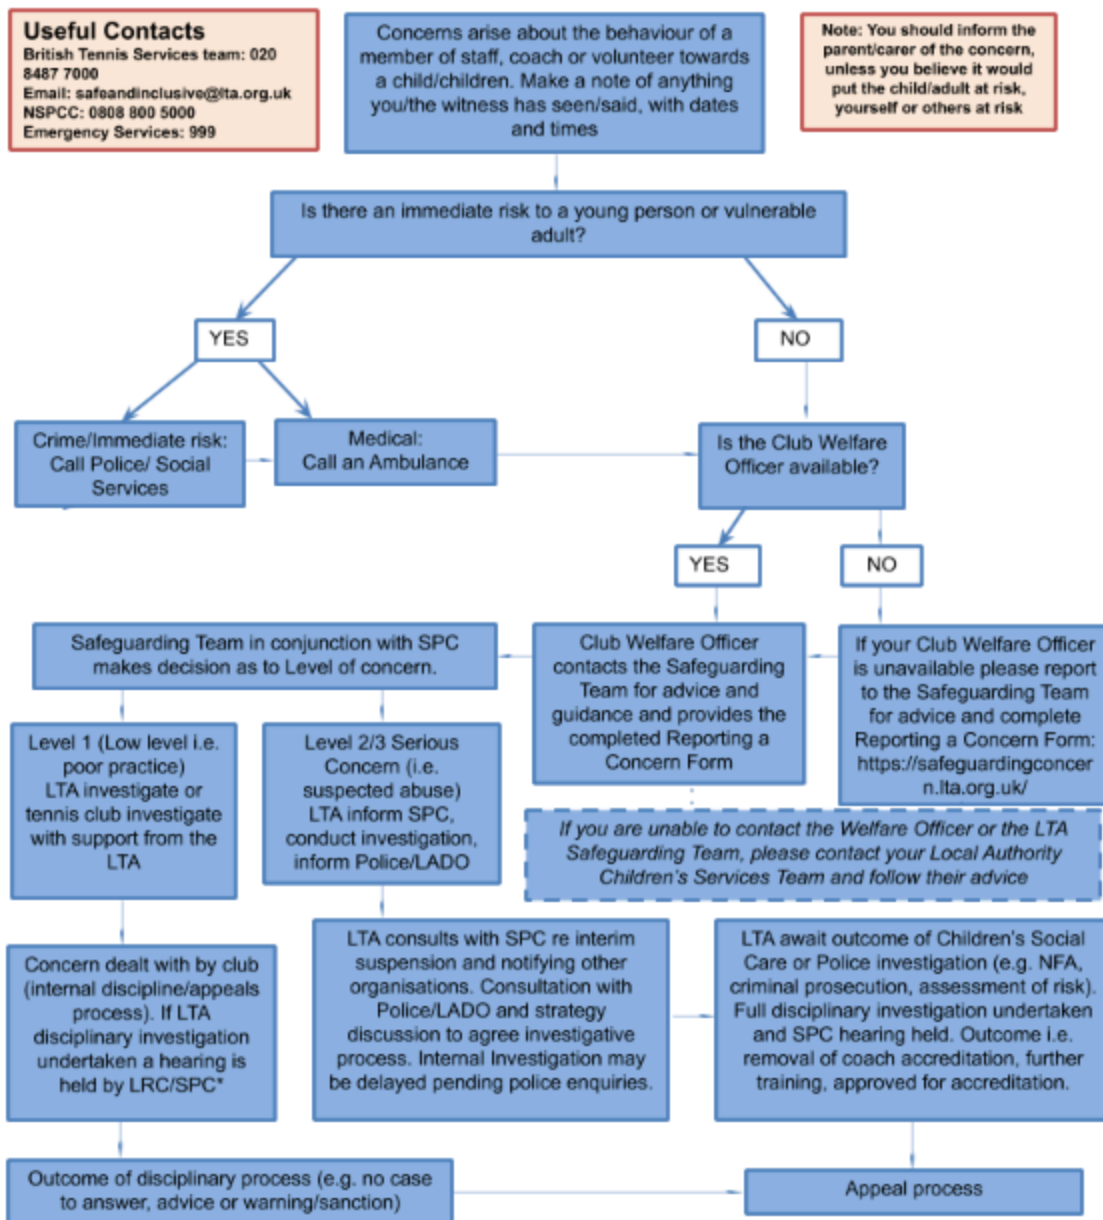 Useful Contacts
British Tennis Services team: 020
8487 7000
Email: safeandinclusive@lta.org.uk
NSPCC: 0808 800 5000
Emergency Services: 999
Concerns arise about the behaviour of a
member of staff, coach or volunteer towards
a child/children. Make a note of anything
you/the witness has seen/said, with dates
and times
Note: You should inform the
parent/carer of the concern,
unless you believe it would
put the child/adult at risk,
yourself or others at risk
Is there an immediate risk to a young person or vulnerable
adult?
YES
NO
Crime/Immediate risk:
Call Police/ Social
Services
Medical:
Call an Ambulance
Is the Club Welfare
Officer available?
YES
NO
Safeguarding Team in conjunction with SPC
makes decision as to Level of concern.
Club Welfare Officer
contacts the Safeguarding
Team for advice and
guidance and provides the
completed Reporting a
Concern Form
If your Club Welfare Officer
is unavailable please report
to the Safeguarding Team
for advice and complete
Reporting a Concern Form:
https://safeguardingconcer
n.lta.org.uk/
Level 1 (Low level i.e.
poor practice)
LTA investigate or
tennis club investigate
with support from the
LTA
Level 2/3 Serious
Concern (i.e.
suspected abuse)
LTA inform SPC,
conduct investigation,
inform Police/LADO
If you are unable to contact the Welfare Officer or the LTA
Safeguarding Team, please contact your Local Authority
Children's Services Team and follow their advice
Concern dealt with by club
(internal discipline/appeals
process). If LTA
disciplinary investigation
undertaken a hearing is
held by LRC/SPC*
LTA consults with SPC re interim
suspension and notifying other
organisations. Consultation with
Police/LADO and strategy
discussion to agree investigative
process. Internal Investigation may
be delayed pending police enquiries.
LTA await outcome of Children's Social
Care or Police investigation (e.g. NFA,
criminal prosecution, assessment of risk).
Full disciplinary investigation undertaken
and SPC hearing held. Outcome i.e.
removal of coach accreditation, further
training, approved for accreditation.
Outcome of disciplinary process (e.g. no case
to answer, advice or warning/sanction)
Appeal process